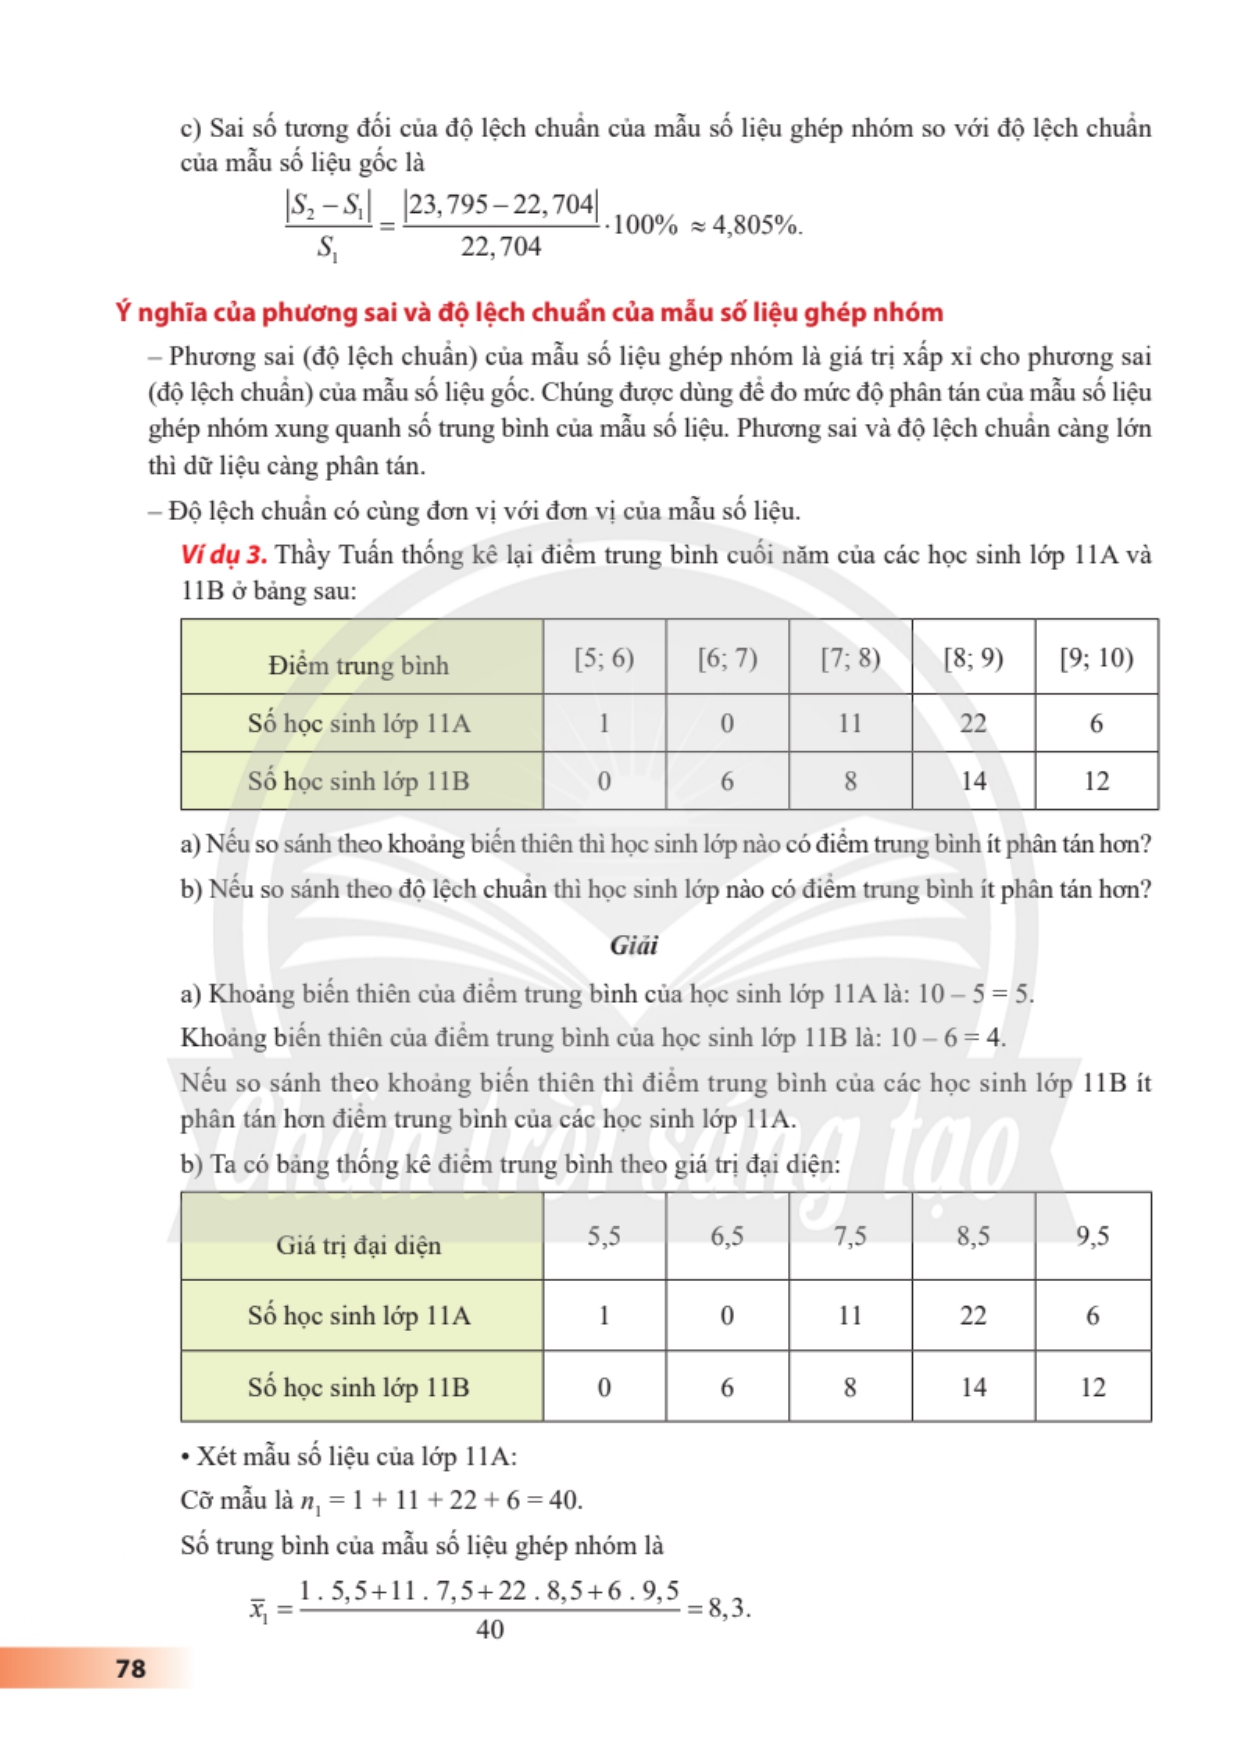 c) Sai số tương đối của độ lệch chuẩn của mẫu số liệu ghép nhóm so với độ lệch chuẩn
của mẫu số liệu gốc là
|S₂ – S₁| / S₁ = |23,795 – 22,704| / 22,704 · 100% ≈ 4,805%.
Ý nghĩa của phương sai và độ lệch chuẩn của mẫu số liệu ghép nhóm
– Phương sai (độ lệch chuẩn) của mẫu số liệu ghép nhóm là giá trị xấp xỉ cho phương sai
(độ lệch chuẩn) của mẫu số liệu gốc. Chúng được dùng để đo mức độ phân tán của mẫu số liệu
ghép nhóm xung quanh số trung bình của mẫu số liệu. Phương sai và độ lệch chuẩn càng lớn
thì dữ liệu càng phân tán.
– Độ lệch chuẩn có cùng đơn vị với đơn vị của mẫu số liệu.
Ví dụ 3. Thầy Tuấn thống kê lại điểm trung bình cuối năm của các học sinh lớp 11A và
11B ở bảng sau:
Điểm trung bình [5; 6) [6; 7) [7; 8) [8; 9) [9; 10)
Số học sinh lớp 11A 1 0 11 22 6
Số học sinh lớp 11B 0 6 8 14 12
a) Nếu so sánh theo khoảng biến thiên thì học sinh lớp nào có điểm trung bình ít phân tán hơn?
b) Nếu so sánh theo độ lệch chuẩn thì học sinh lớp nào có điểm trung bình ít phân tán hơn?
Giải
a) Khoảng biến thiên của điểm trung bình của học sinh lớp 11A là: 10 – 5 = 5.
Khoảng biến thiên của điểm trung bình của học sinh lớp 11B là: 10 – 6 = 4.
Nếu so sánh theo khoảng biến thiên thì điểm trung bình của các học sinh lớp 11B ít
phân tán hơn điểm trung bình của các học sinh lớp 11A.
Chân trời sáng tạo
b) Ta có bảng thống kê điểm trung bình theo giá trị đại diện:
Giá trị đại diện 5,5 6,5 7,5 8,5 9,5
Số học sinh lớp 11A 1 0 11 22 6
Số học sinh lớp 11B 0 6 8 14 12
• Xét mẫu số liệu của lớp 11A:
Cỡ mẫu là n₁ = 1 + 11 + 22 + 6 = 40.
Số trung bình của mẫu số liệu ghép nhóm là
x̅₁ = (1 . 5,5+11 . 7,5+22 . 8,5+6 . 9,5) / 40 = 8,3.
78